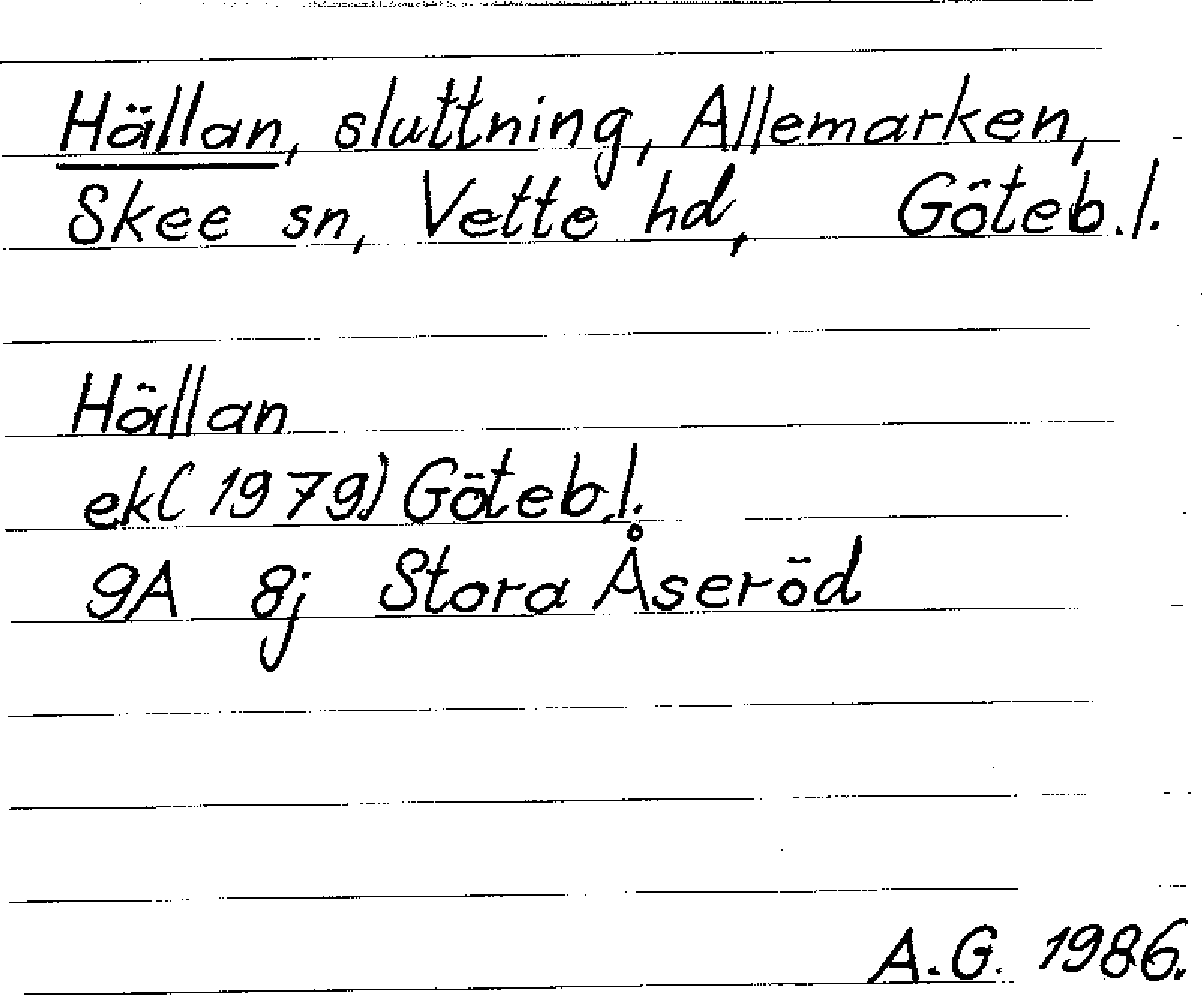 Hällan, sluttning, Allemarken,
Skee sn, Vette hd, Göteb.l.
Hällan
ek(1979) Göteb.l.
9A 8j Stora Åseröd
A.G. 1986.